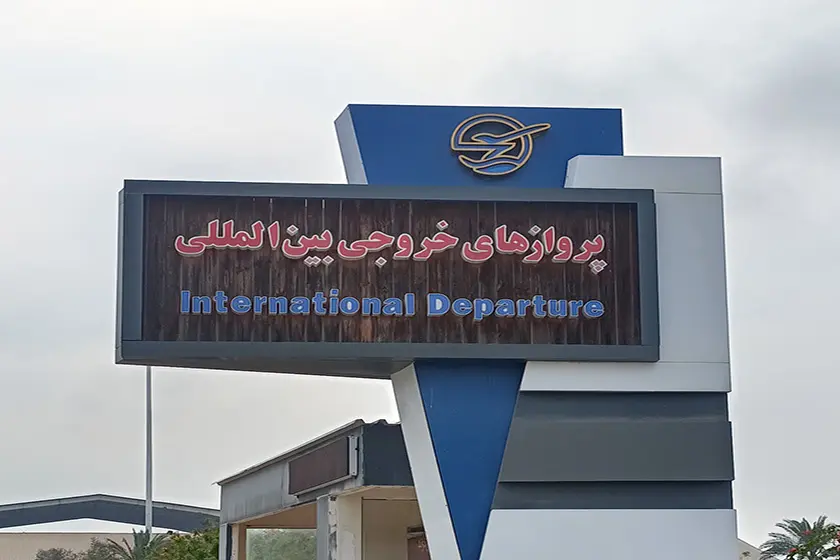 پروازهای خروجی بین المللی
International Departure